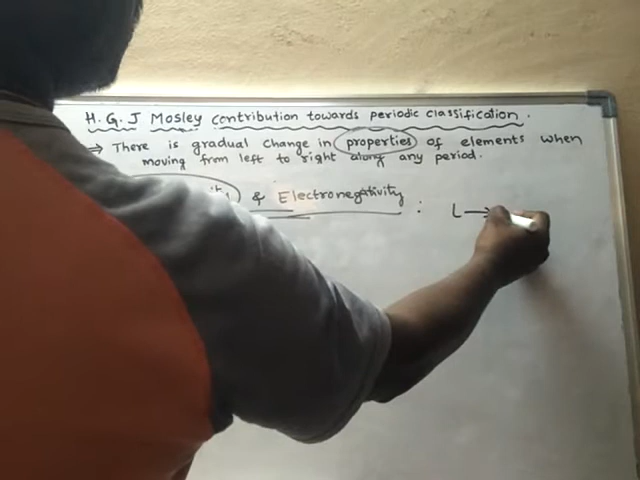 H. G. J Mosley contribution towards periodic classification.
⇒ There is gradual change in properties of elements when
moving from left to right along any period.
& Electronegativity : L →